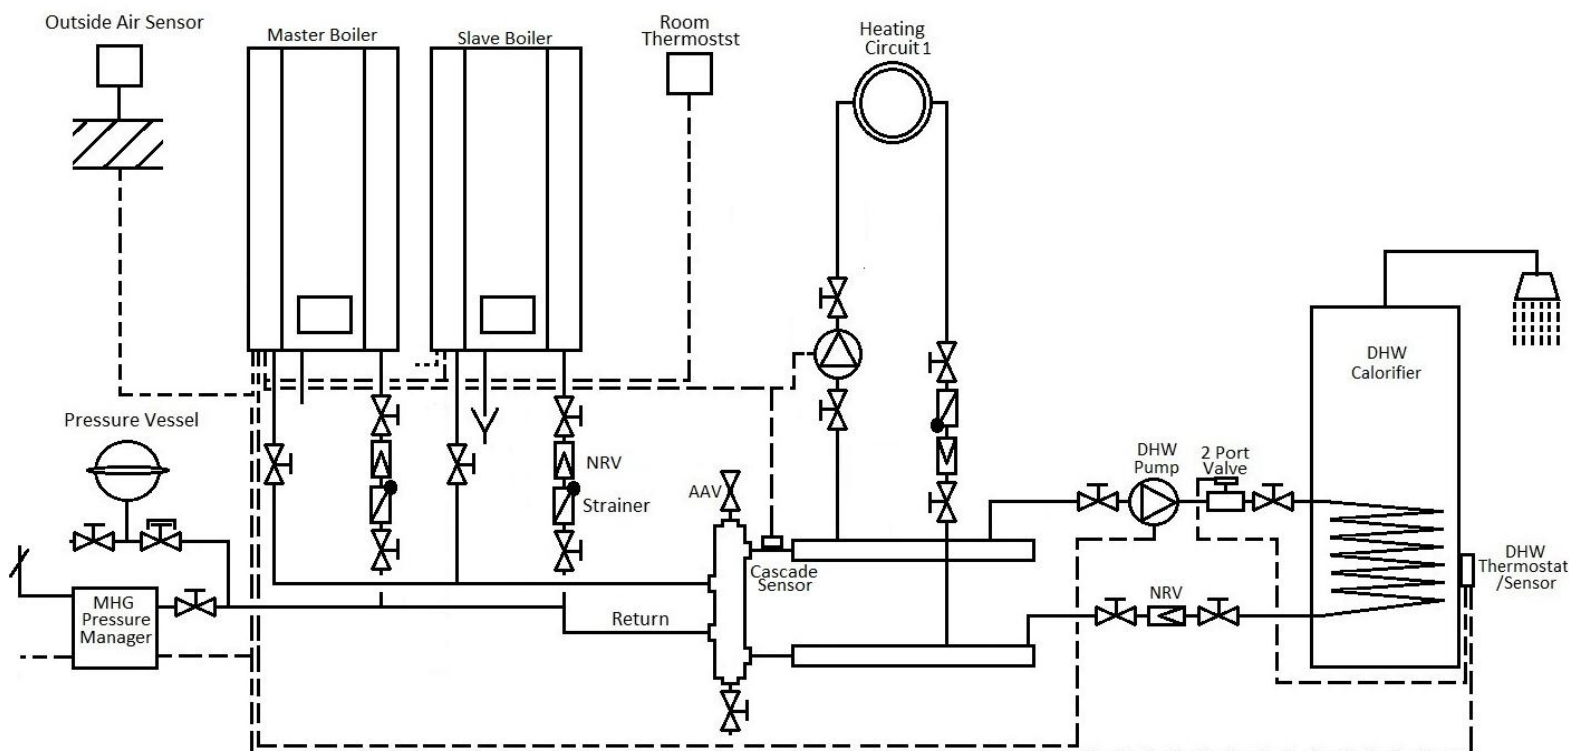 Outside Air Sensor
Master Boiler
Slave Boiler
Room
Thermostst
Heating
Circuit 1
DHW
Calorifier
Pressure Vessel
NRV
Strainer
AAV
DHW
Pump
2 Port
Valve
Cascade
Sensor
DHW
Thermostat
/Sensor
NRV
MHG
Pressure
Manager
Return